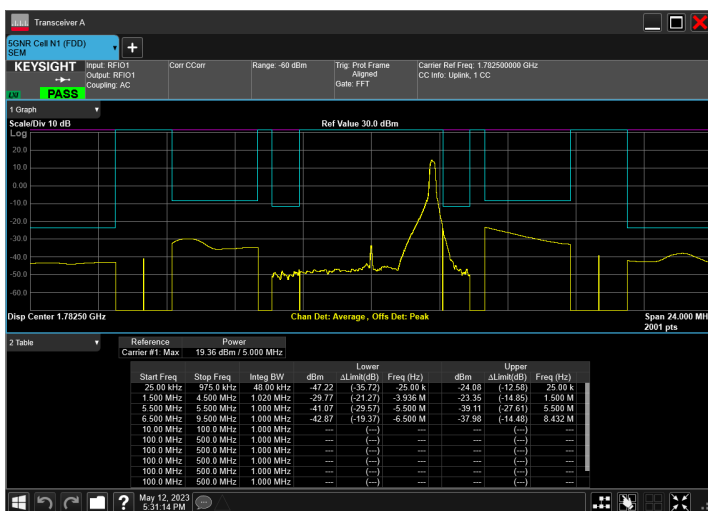 Transceiver A
5GNR Cell N1 (FDD)
SEM
KEYSIGHT
LXI
PASS
Input: RFIO1
Output: RFIO1
Coupling: AC
Corr CCorr
Range: -60 dBm
Trig: Prot Frame
Aligned
Gate: FFT
Carrier Ref Freq: 1.782500000 GHz
CC Info: Uplink, 1 CC
1 Graph
Scale/Div 10 dB
Ref Value 30.0 dBm
Log
20.0
10.0
0.00
-10.0
-20.0
-30.0
-40.0
-50.0
-60.0
Disp Center 1.78250 GHz
Chan Det: Average, Offs Det: Peak
Span 24.000 MH
2001 pts
2 Table
Reference Power
Carrier #1: Max 19.36 dBm / 5.000 MHz
Lower Upper
Start Freq Stop Freq Integ BW dBm ΔLimit(dB) Freq (Hz) dBm ΔLimit(dB) Freq (Hz)
25.00 kHz 975.0 kHz 48.00 kHz -47.22 (-35.72) -25.00 k -24.08 (-12.58) 25.00 k
1.500 MHz 4.500 MHz 1.020 MHz -29.77 (-21.27) -3.936 M -23.35 (-14.85) 1.500 M
5.500 MHz 5.500 MHz 1.000 MHz -41.07 (-29.57) -5.500 M -39.11 (-27.61) 5.500 M
6.500 MHz 9.500 MHz 1.000 MHz -42.87 (-19.37) -6.500 M -37.98 (-14.48) 8.432 M
10.00 MHz 100.0 MHz 1.000 MHz --- (---) --- --- (---) ---
100.0 MHz 500.0 MHz 1.000 MHz --- (---) --- --- (---) ---
100.0 MHz 500.0 MHz 1.000 MHz --- (---) --- --- (---) ---
100.0 MHz 500.0 MHz 1.000 MHz --- (---) --- --- (---) ---
100.0 MHz 500.0 MHz 1.000 MHz --- (---) --- --- (---) ---
100.0 MHz 500.0 MHz 1.000 MHz --- (---) --- --- (---) ---
May 12, 2023
5:31:14 PM